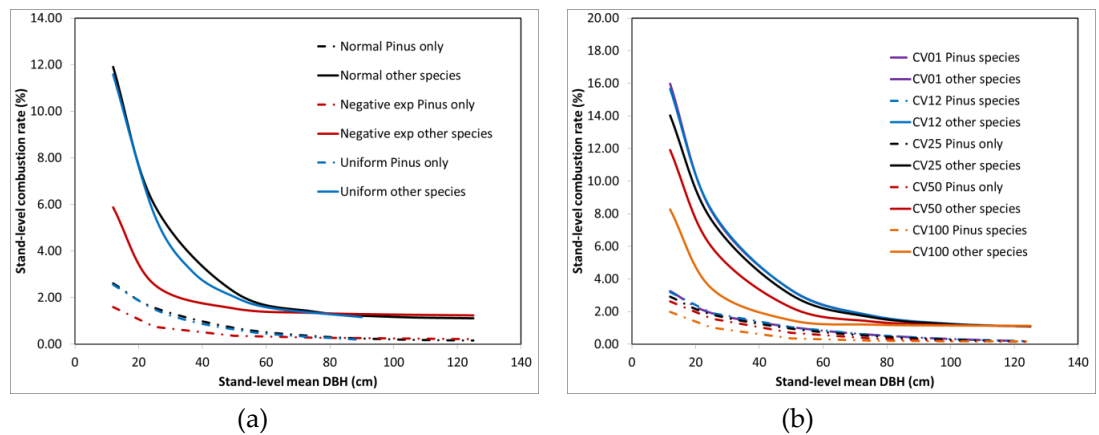 14.00
12.00
10.00
8.00
6.00
4.00
2.00
0.00
0
20
40
60
80
100
120
140
Stand-level combustion rate (%)
Stand-level mean DBH (cm)
Normal Pinus only
Normal other species
Negative exp Pinus only
Negative exp other species
Uniform Pinus only
Uniform other species
(a)
20.00
18.00
16.00
14.00
12.00
10.00
8.00
6.00
4.00
2.00
0.00
0
20
40
60
80
100
120
140
Stand-level combustion rate (%)
Stand-level mean DBH (cm)
CV01 Pinus species
CV01 other species
CV12 Pinus species
CV12 other species
CV25 Pinus only
CV25 other species
CV50 Pinus only
CV50 other species
CV100 Pinus species
CV100 other species
(b)